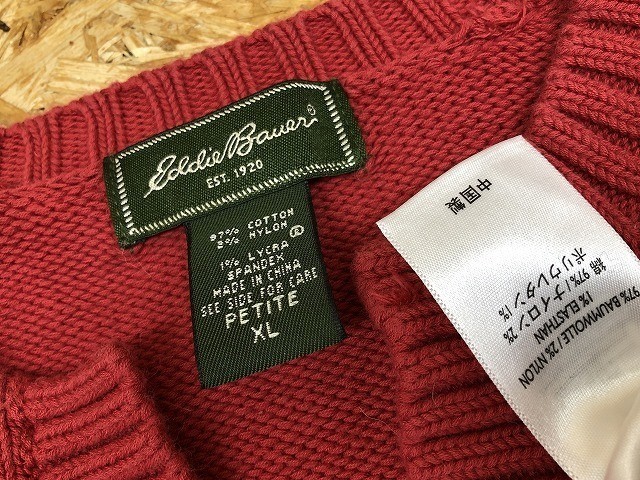 Eddie Bauer®
EST. 1920
97% COTTON
2% NYLON
1% LYCRA®
SPANDEX
MADE IN CHINA
SEE SIDE FOR CARE
PETITE
XL
中国製
綿 97%/ナイロン 2%
ポリウレタン 1%
97% BAUMWOLLE/2% NYLON
1% ELASTHAN